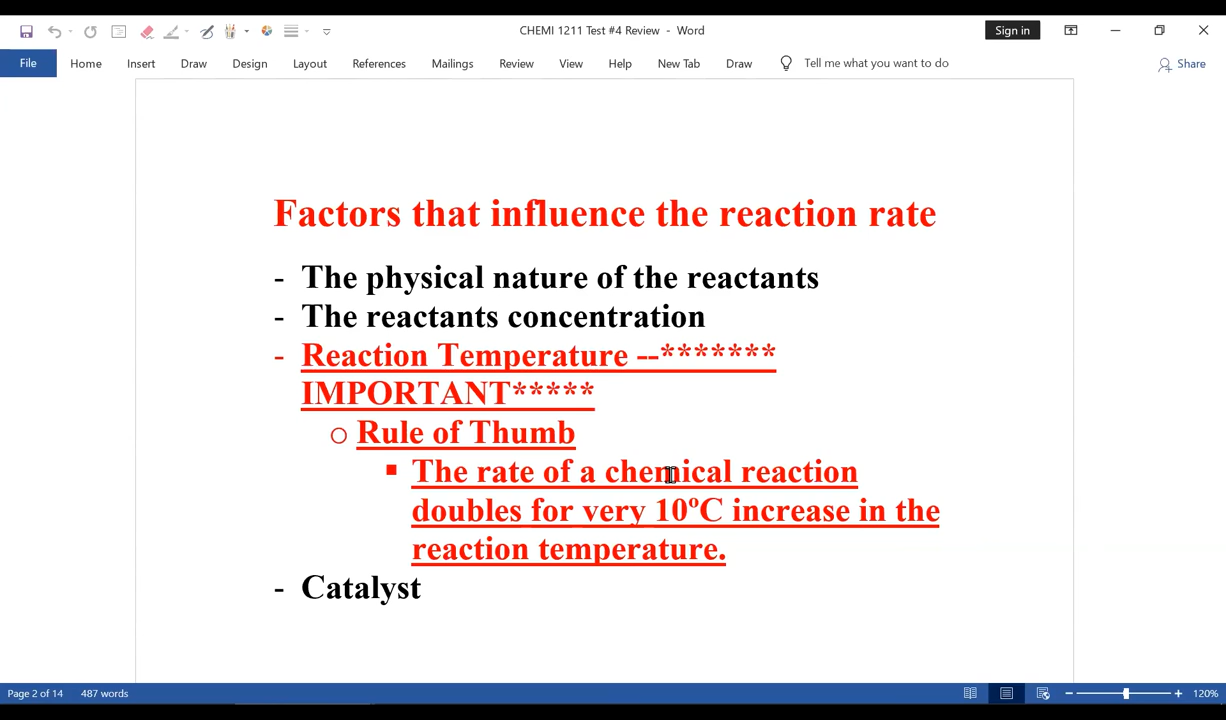 CHEMI 1211 Test #4 Review - Word
Sign in
File Home Insert Draw Design Layout References Mailings Review View Help New Tab Draw Tell me what you want to do Share
Factors that influence the reaction rate
- The physical nature of the reactants
- The reactants concentration
- Reaction Temperature --*******
IMPORTANT*****
o Rule of Thumb
▪ The rate of a chemical reaction
doubles for very 10ºC increase in the
reaction temperature.
- Catalyst
Page 2 of 14 487 words 120%